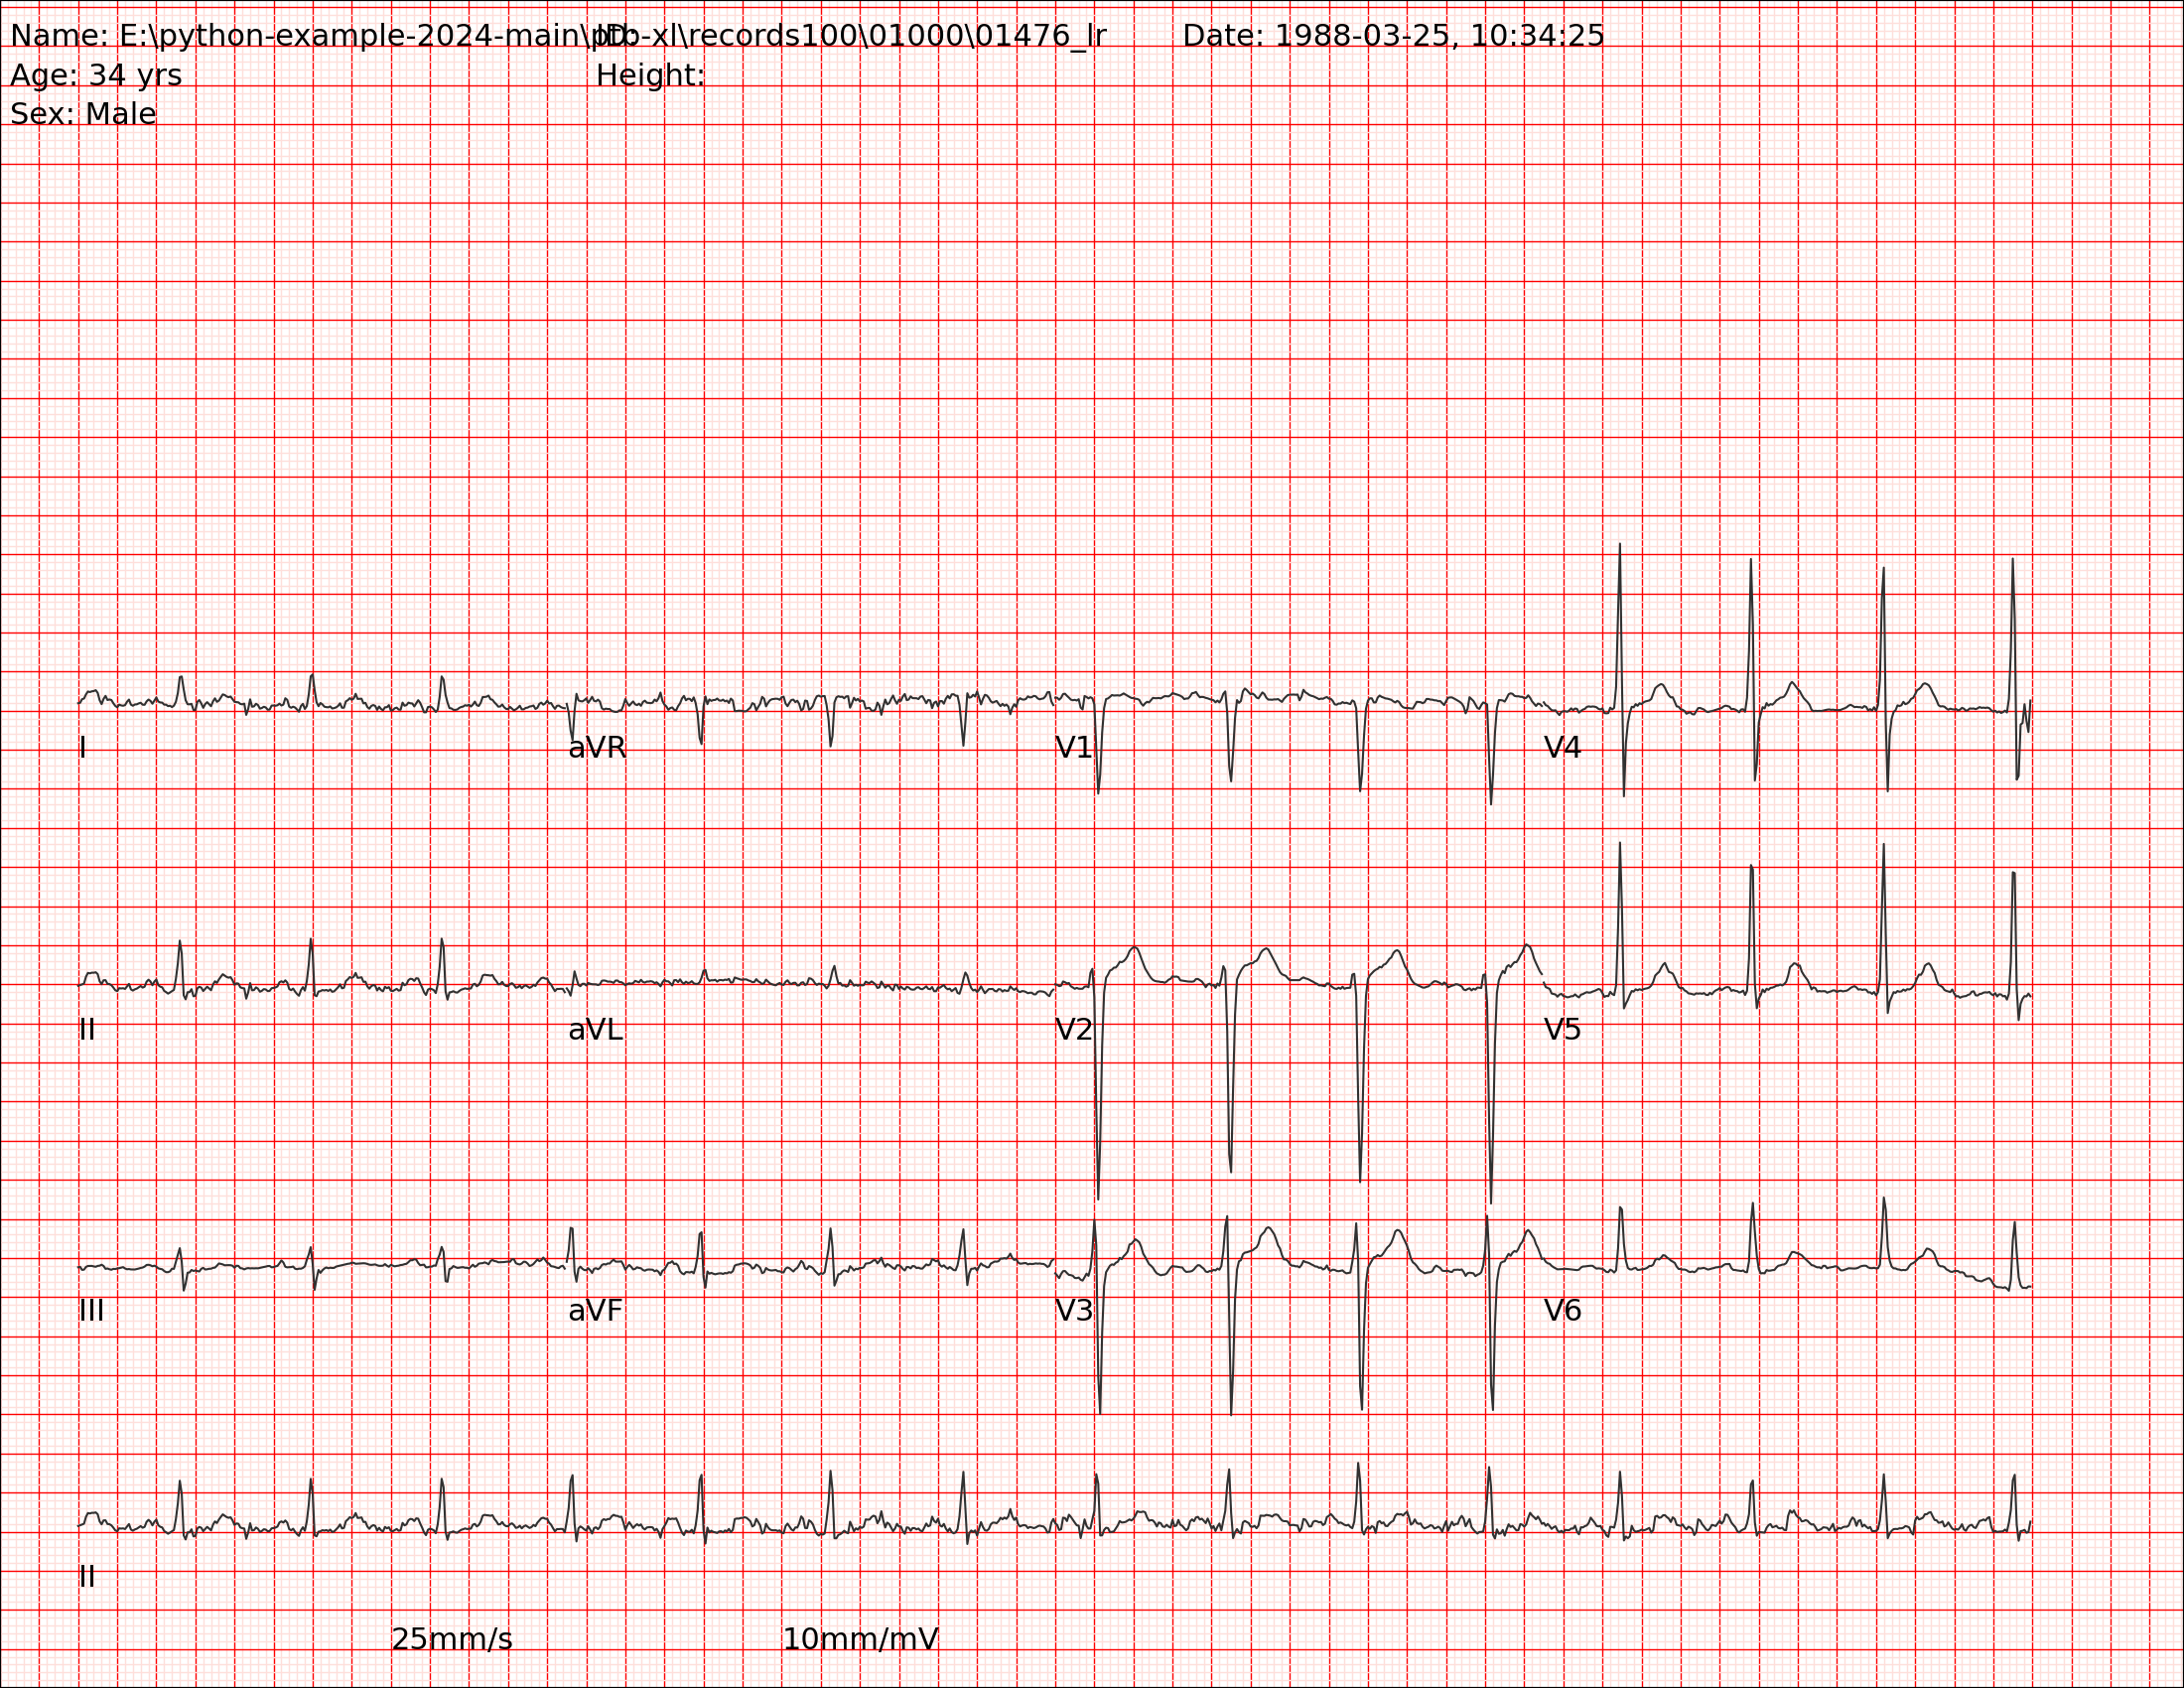 Name: E:\python-example-2024-main\ptb-xl\records100\01000\01476_lr ID: Date: 1988-03-25, 10:34:25
Age: 34 yrs Height:
Sex: Male
I aVR V1 V4
II aVL V2 V5
III aVF V3 V6
II
25mm/s 10mm/mV